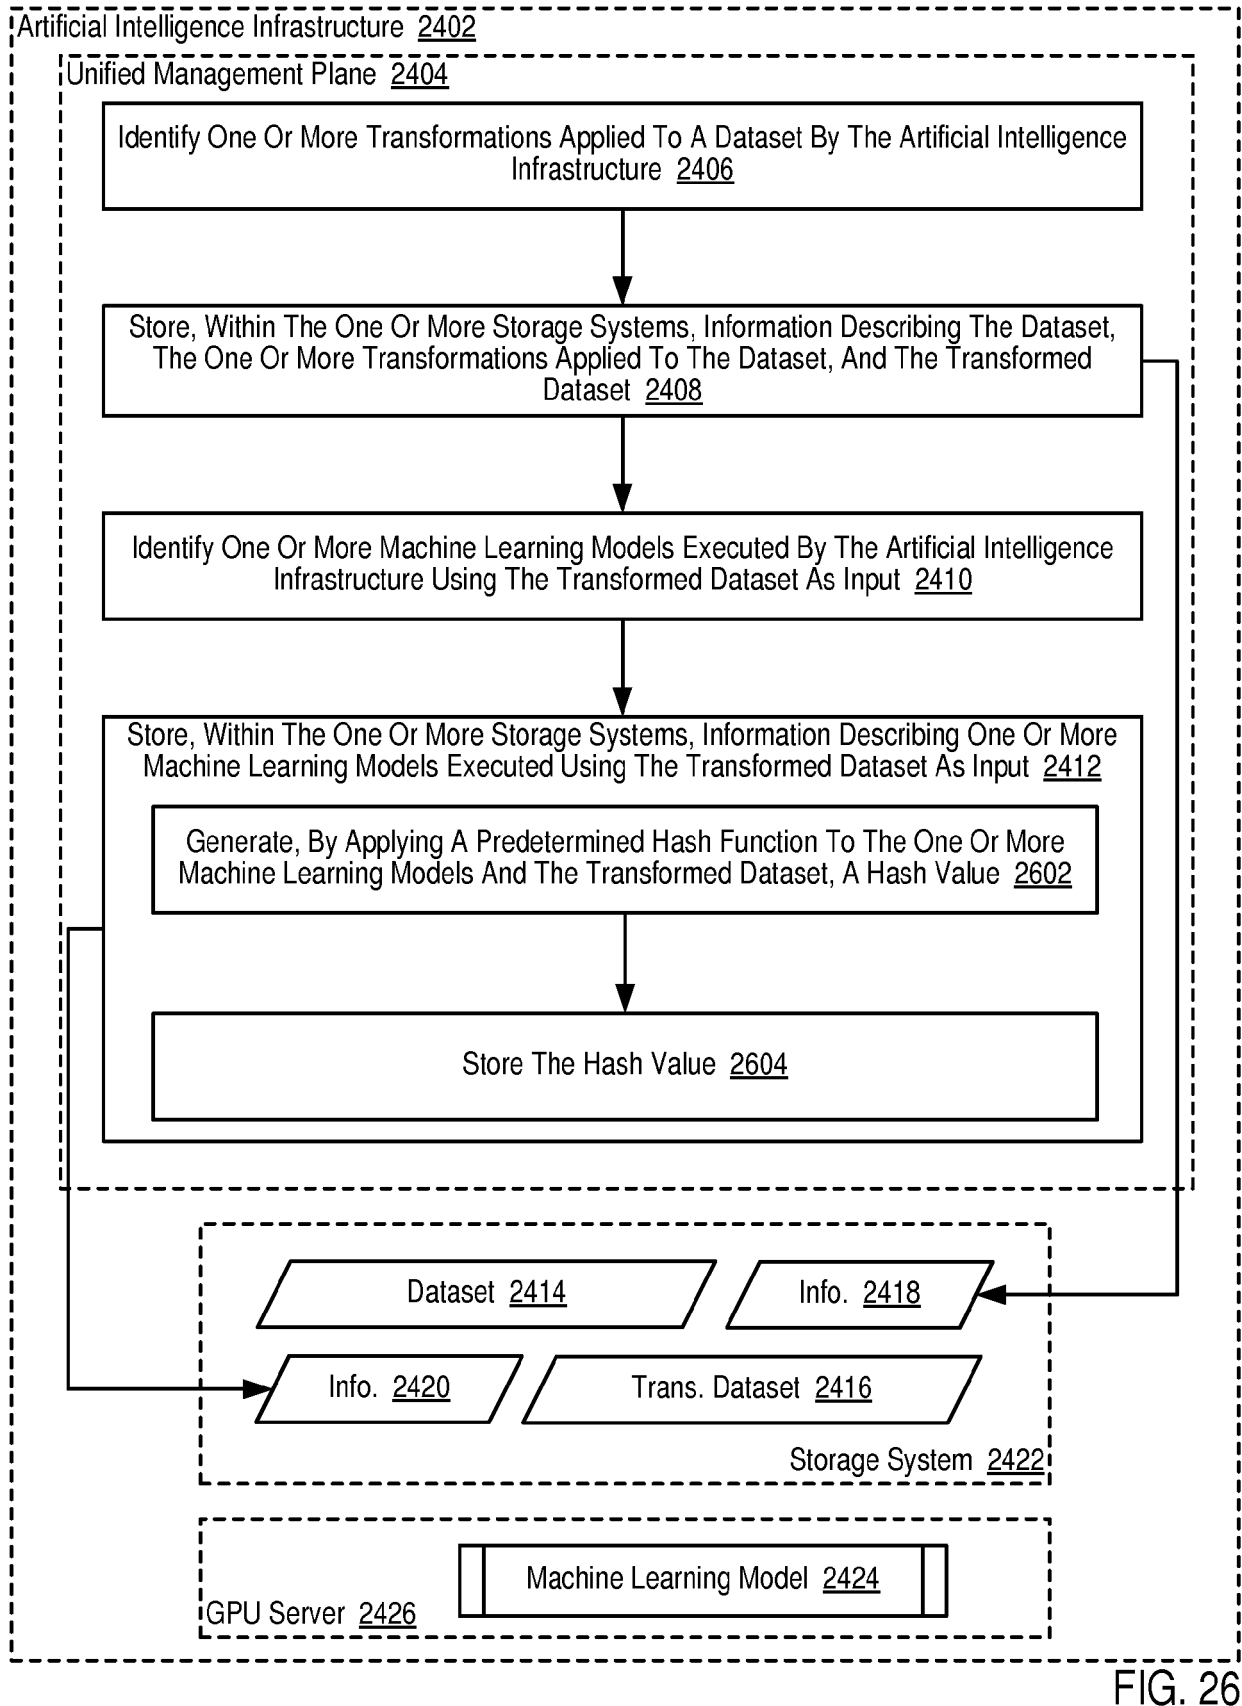 Artificial Intelligence Infrastructure 2402
Unified Management Plane 2404
Identify One Or More Transformations Applied To A Dataset By The Artificial Intelligence
Infrastructure 2406
Store, Within The One Or More Storage Systems, Information Describing The Dataset,
The One Or More Transformations Applied To The Dataset, And The Transformed
Dataset 2408
Identify One Or More Machine Learning Models Executed By The Artificial Intelligence
Infrastructure Using The Transformed Dataset As Input 2410
Store, Within The One Or More Storage Systems, Information Describing One Or More
Machine Learning Models Executed Using The Transformed Dataset As Input 2412
Generate, By Applying A Predetermined Hash Function To The One Or More
Machine Learning Models And The Transformed Dataset, A Hash Value 2602
Store The Hash Value 2604
Dataset 2414
Info. 2418
Info. 2420
Trans. Dataset 2416
Storage System 2422
Machine Learning Model 2424
GPU Server 2426
FIG. 26